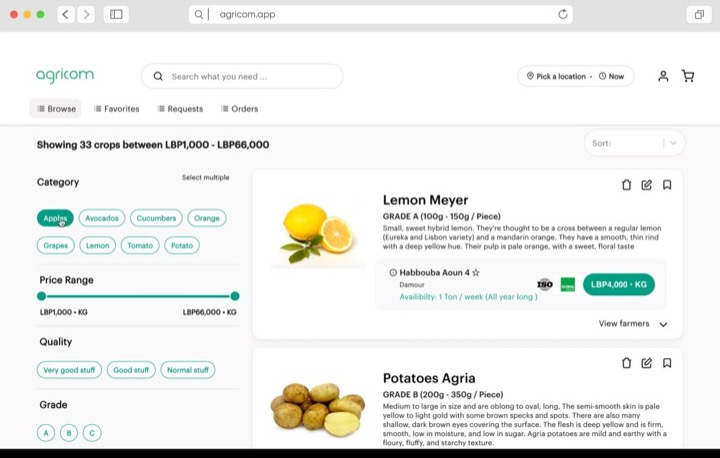 agricom.app
agricom
Search what you need ...
Pick a location • Now
Browse
Favorites
Requests
Orders
Showing 33 crops between LBP1,000 - LBP66,000
Sort:
Category
Select multiple
Apples
Avocados
Cucumbers
Orange
Grapes
Lemon
Tomato
Potato
Price Range
LBP1,000 • KG
LBP66,000 • KG
Quality
Very good stuff
Good stuff
Normal stuff
Grade
A
B
C
Lemon Meyer
GRADE A (100g - 150g / Piece)
Small, sweet hybrid lemon. They're thought to be a cross between a regular lemon
(Eureka and Lisbon variety) and a mandarin orange. They have a smooth, thin rind
with a deep yellow hue. Their pulp is pale orange, with a sweet, floral taste
Habbouba Aoun 4
Damour
Availibilty: 1 Ton / week (All year long )
ISO
LBP4,000 • KG
View farmers
Potatoes Agria
GRADE B (200g - 350g / Piece)
Medium to large in size and are oblong to oval, long, The semi-smooth skin is pale
yellow to light gold with some brown specks and spots. There are also many
shallow, dark brown eyes covering the surface. The flesh is deep yellow and is firm,
smooth, low in moisture, and low in sugar. Agria potatoes are mild and earthy with a
floury, fluffy, and starchy texture.